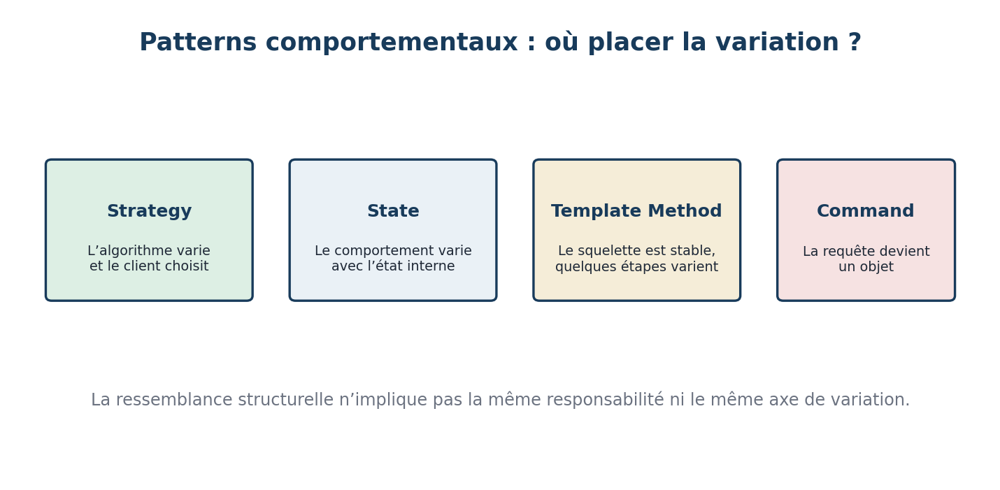 Patterns comportementaux : où placer la variation ?
Strategy
L’algorithme varie
et le client choisit
State
Le comportement varie
avec l’état interne
Template Method
Le squelette est stable,
quelques étapes varient
Command
La requête devient
un objet
La ressemblance structurelle n’implique pas la même responsabilité ni le même axe de variation.